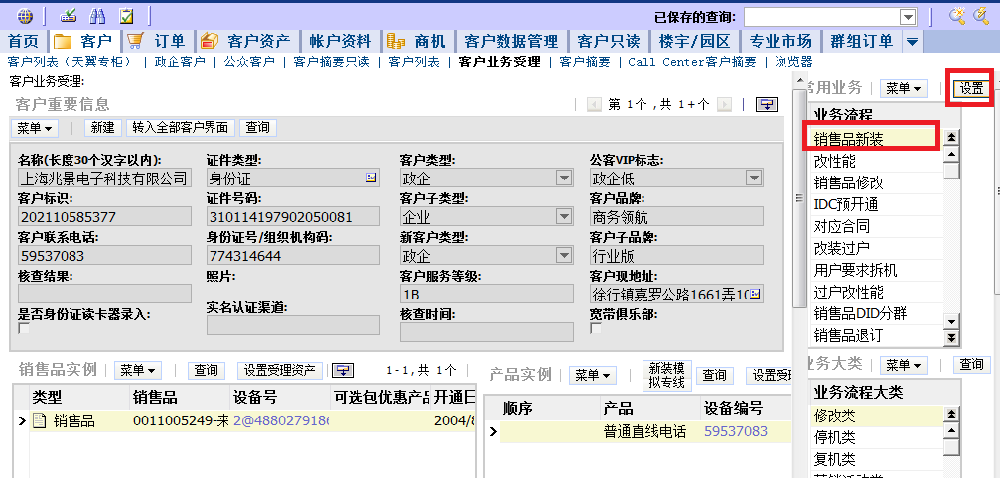 已保存的查询:
首页 客户 订单 客户资产 帐户资料 商机 客户数据管理 客户只读 楼宇/园区 专业市场 群组订单
客户列表（天翼专柜） | 政企客户 | 公众客户 | 客户摘要只读 | 客户列表 | 客户业务受理 | 客户摘要 | Call Center客户摘要 | 浏览器
客户业务受理:
客户重要信息 | 第 1个 ,共 1+个 |
菜单 | 新建 转入全部客户界面 查询
名称(长度30个汉字以内): 证件类型: 客户类型: 公客VIP标志:
上海兆景电子科技有限公司 身份证 政企 政企低
客户标识: 证件号码: 客户子类型: 客户品牌:
202110585377 310114197902050081 企业 商务领航
客户联系电话: 身份证号/组织机构码: 新客户类型: 客户子品牌:
59537083 774314644 政企 行业版
核查结果: 照片: 客户服务等级: 客户现地址:
1B 徐行镇嘉罗公路1661弄10
是否身份证读卡器录入: 实名认证渠道: 核查时间: 宽带俱乐部:
常用业务 | 菜单 | 设置
业务流程
销售品新装
改性能
销售品修改
IDC预开通
对应合同
改装过户
用户要求拆机
过户改性能
销售品DID分群
销售品退订
销售品实例 | 菜单 | 查询 设置受理资产 1-1,共 1个 |
类型 销售品 设备号 可选包优惠产品 开通日
销售品 0011005249-来 2@4880279186 2004/8
产品实例 | 菜单 | 新装模拟专线 查询 设置受理
顺序 产品 设备编号
普通直线电话 59537083
业务大类 | 菜单 | 查询
业务流程大类
修改类
停机类
复机类